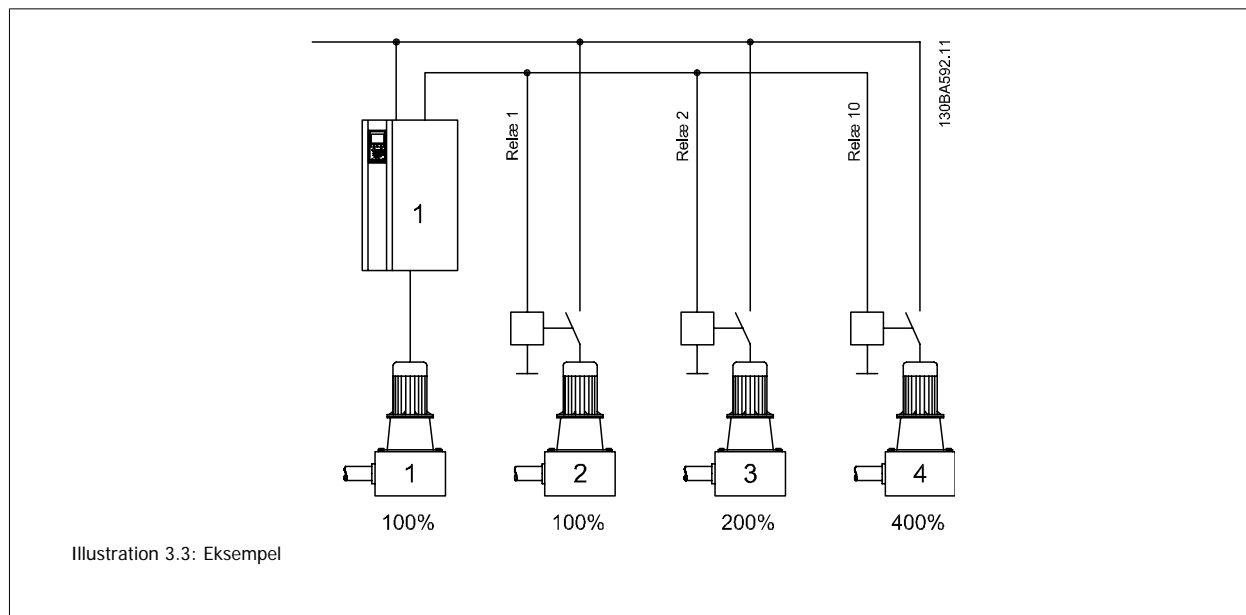 130BA592.11
Relæ 1
Relæ 2
Relæ 10
1
1
2
3
4
100%
100%
200%
400%
Illustration 3.3: Eksempel